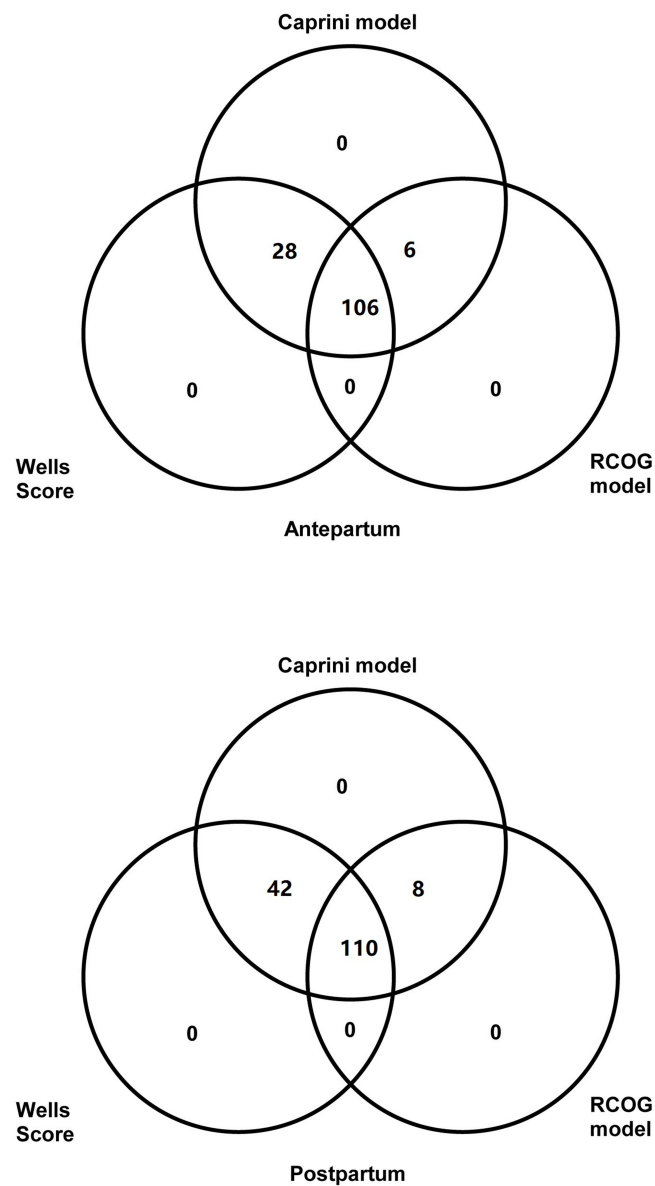 Caprini model
0
28
6
106
0
0
0
Wells
Score
RCOG
model
Antepartum
Caprini model
0
42
8
110
0
0
0
Wells
Score
RCOG
model
Postpartum